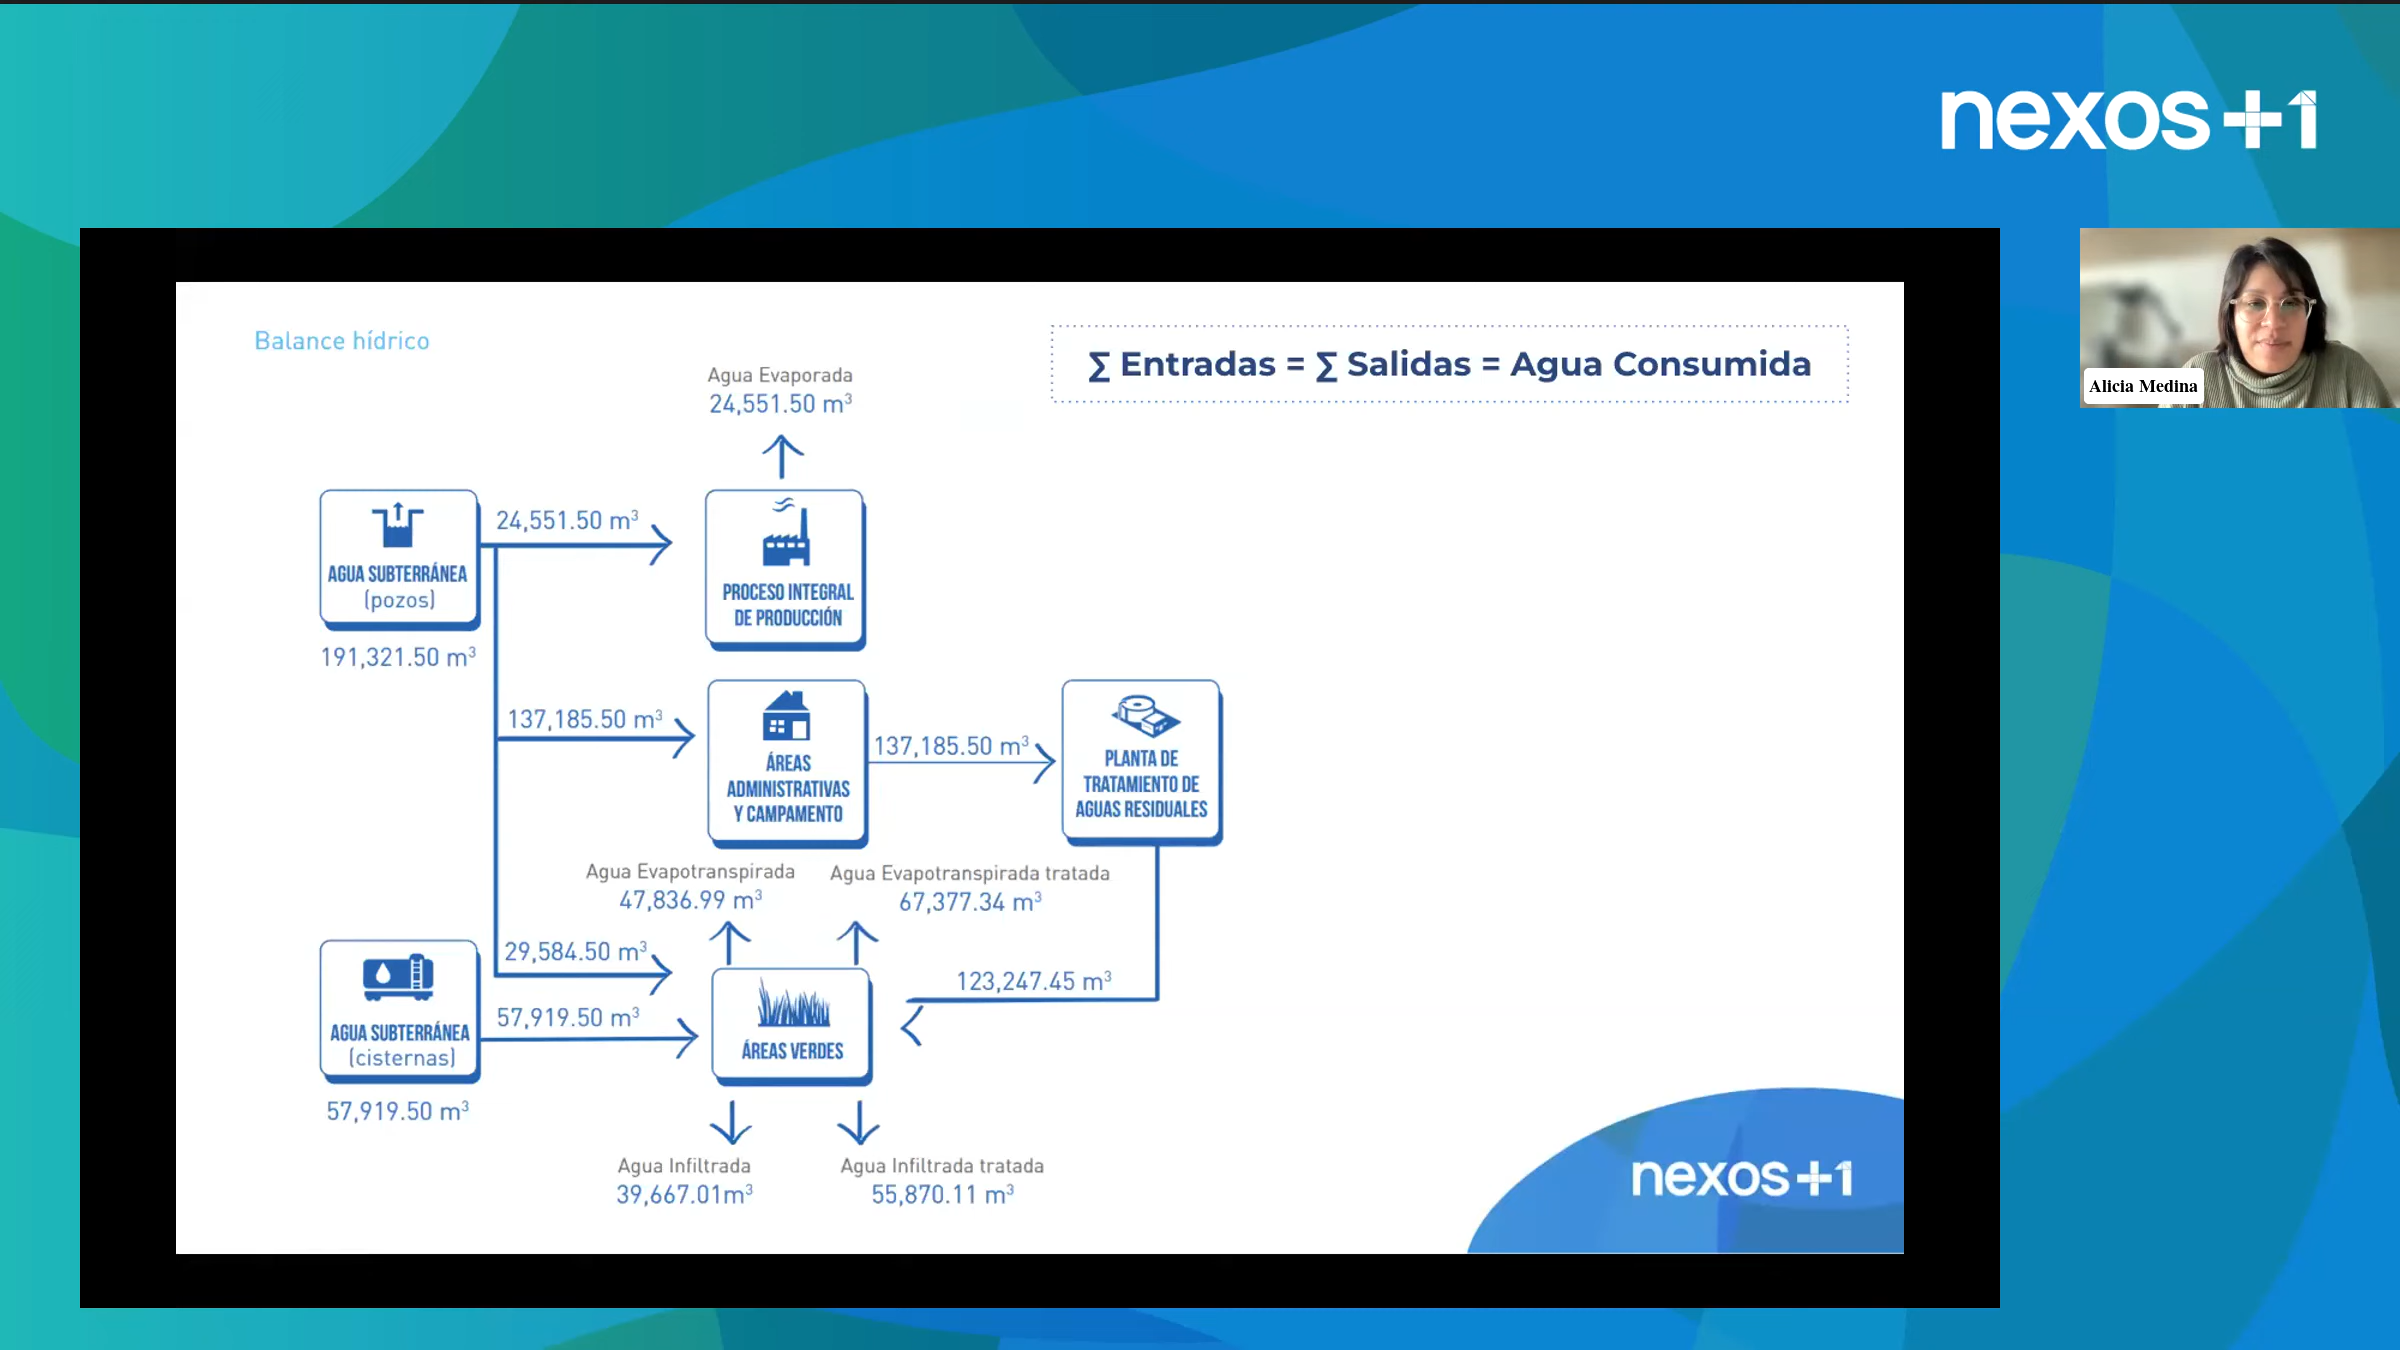 nexos+1
Alicia Medina
Balance hídrico
∑ Entradas = ∑ Salidas = Agua Consumida
Agua Evaporada
24,551.50 m³
AGUA SUBTERRÁNEA
(pozos)
191,321.50 m³
24,551.50 m³
PROCESO INTEGRAL
DE PRODUCCIÓN
137,185.50 m³
ÁREAS
ADMINISTRATIVAS
Y CAMPAMENTO
137,185.50 m³
PLANTA DE
TRATAMIENTO DE
AGUAS RESIDUALES
Agua Evapotranspirada
47,836.99 m³
Agua Evapotranspirada tratada
67,377.34 m³
29,584.50 m³
123,247.45 m³
AGUA SUBTERRÁNEA
(cisternas)
57,919.50 m³
57,919.50 m³
ÁREAS VERDES
Agua Infiltrada
39,667.01m³
Agua Infiltrada tratada
55,870.11 m³
nexos+1